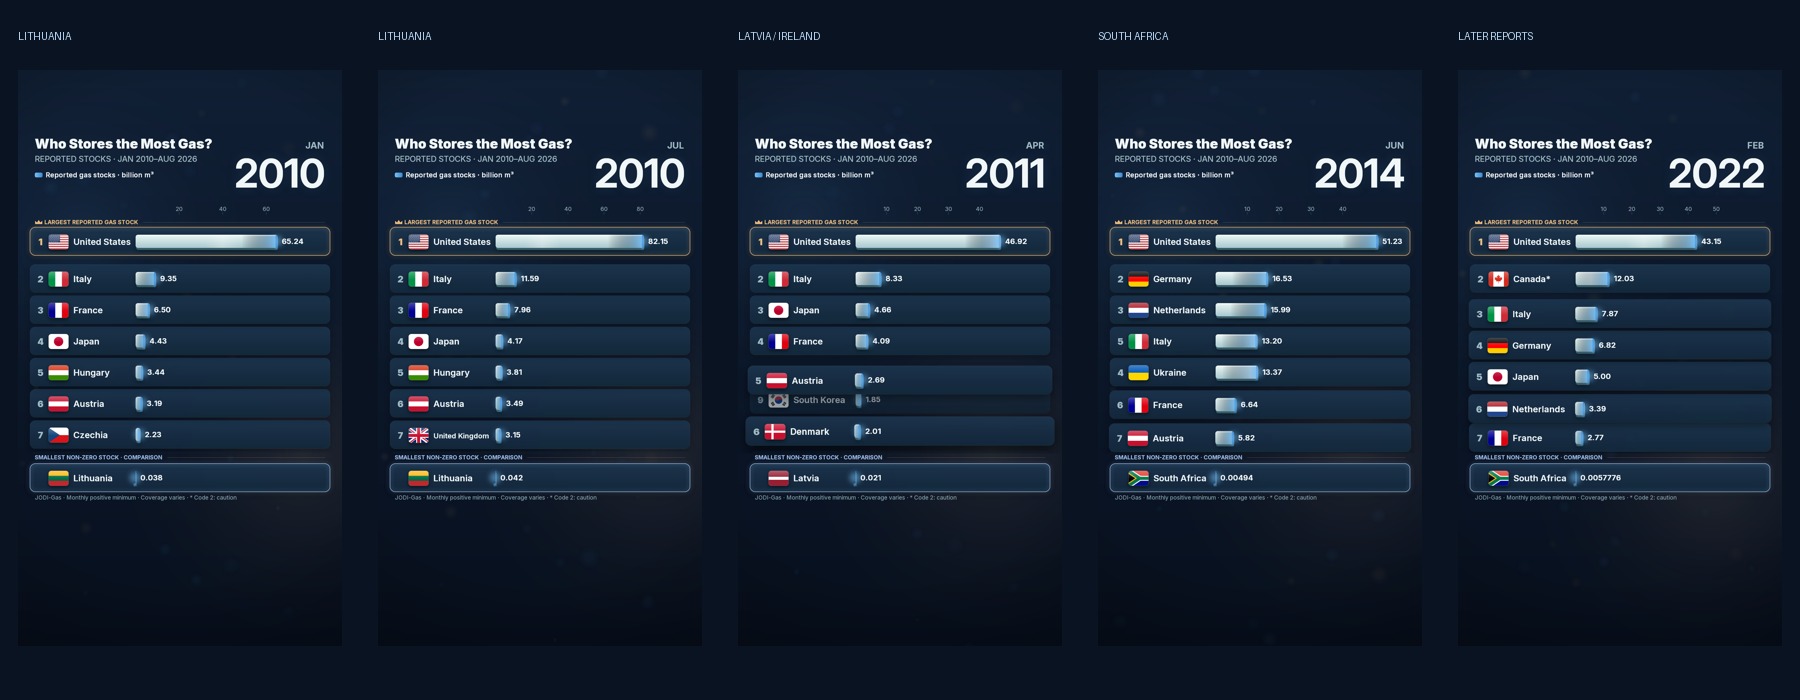 LITHUANIA
Who Stores the Most Gas?
JAN
REPORTED STOCKS · JAN 2010–AUG 2026
2010
Reported gas stocks · billion m³
20 40 60
LARGEST REPORTED GAS STOCK
1 United States 65.24
2 Italy 9.35
3 France 6.50
4 Japan 4.43
5 Hungary 3.44
6 Austria 3.19
7 Czechia 2.23
SMALLEST NON-ZERO STOCK · COMPARISON
Lithuania 0.038
JODI-Gas · Monthly positive minimum · Coverage varies · * Code 2: caution
LITHUANIA
Who Stores the Most Gas?
JUL
REPORTED STOCKS · JAN 2010–AUG 2026
2010
Reported gas stocks · billion m³
20 40 60 80
LARGEST REPORTED GAS STOCK
1 United States 82.15
2 Italy 11.59
3 France 7.96
4 Japan 4.17
5 Hungary 3.81
6 Austria 3.49
7 United Kingdom 3.15
SMALLEST NON-ZERO STOCK · COMPARISON
Lithuania 0.042
JODI-Gas · Monthly positive minimum · Coverage varies · * Code 2: caution
LATVIA / IRELAND
Who Stores the Most Gas?
APR
REPORTED STOCKS · JAN 2010–AUG 2026
2011
Reported gas stocks · billion m³
10 20 30 40
LARGEST REPORTED GAS STOCK
1 United States 46.92
2 Italy 8.33
3 Japan 4.66
4 France 4.09
5 Austria 2.69
9 South Korea 1.85
6 Denmark 2.01
SMALLEST NON-ZERO STOCK · COMPARISON
Latvia 0.021
JODI-Gas · Monthly positive minimum · Coverage varies · * Code 2: caution
SOUTH AFRICA
Who Stores the Most Gas?
JUN
REPORTED STOCKS · JAN 2010–AUG 2026
2014
Reported gas stocks · billion m³
10 20 30 40
LARGEST REPORTED GAS STOCK
1 United States 51.23
2 Germany 16.53
3 Netherlands 15.99
5 Italy 13.20
4 Ukraine 13.37
6 France 6.64
7 Austria 5.82
SMALLEST NON-ZERO STOCK · COMPARISON
South Africa 0.00494
JODI-Gas · Monthly positive minimum · Coverage varies · * Code 2: caution
LATER REPORTS
Who Stores the Most Gas?
FEB
REPORTED STOCKS · JAN 2010–AUG 2026
2022
Reported gas stocks · billion m³
10 20 30 40 50
LARGEST REPORTED GAS STOCK
1 United States 43.15
2 Canada* 12.03
3 Italy 7.87
4 Germany 6.82
5 Japan 5.00
6 Netherlands 3.39
7 France 2.77
SMALLEST NON-ZERO STOCK · COMPARISON
South Africa 0.0057776
JODI-Gas · Monthly positive minimum · Coverage varies · * Code 2: caution